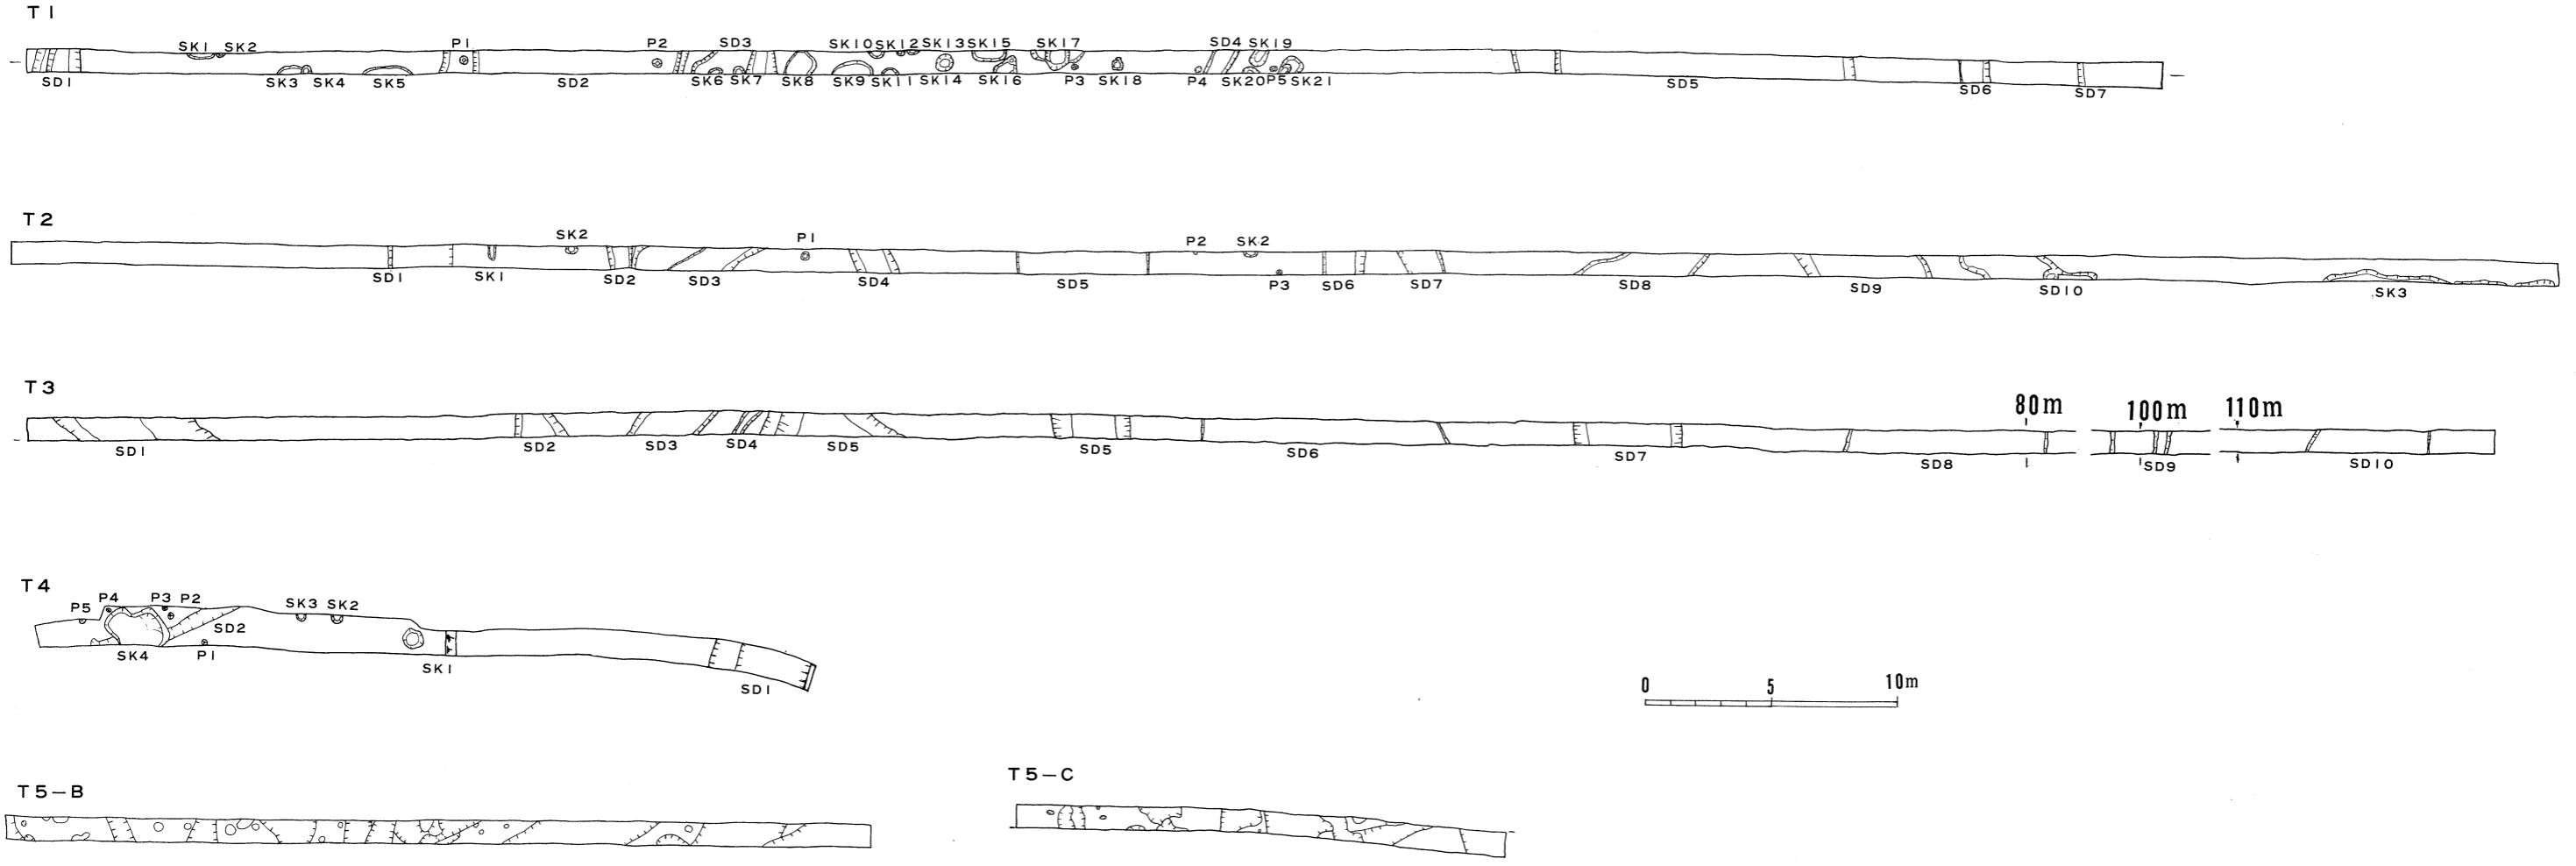 T1
SK1 SK2 P1 P2 SD3 SK10 SK12 SK13 SK15 SK17 SD4 SK19
SD1 SK3 SK4 SK5 SD2 SK6 SK7 SK8 SK9 SK11 SK14 SK16 P3 SK18 P4 SK20 P5 SK21 SD5 SD6 SD7
T2
SK2 P1 P2 SK2
SD1 SK1 SD2 SD3 SD4 SD5 P3 SD6 SD7 SD8 SD9 SD10 SK3
T3
80m 100m 110m
SD1 SD2 SD3 SD4 SD5 SD5 SD6 SD7 SD8 SD9 SD10
T4
P5 P4 P3 P2 SK3 SK2
SD2
SK4 P1 SK1 SD1
0 5 10m
T5-B
T5-C